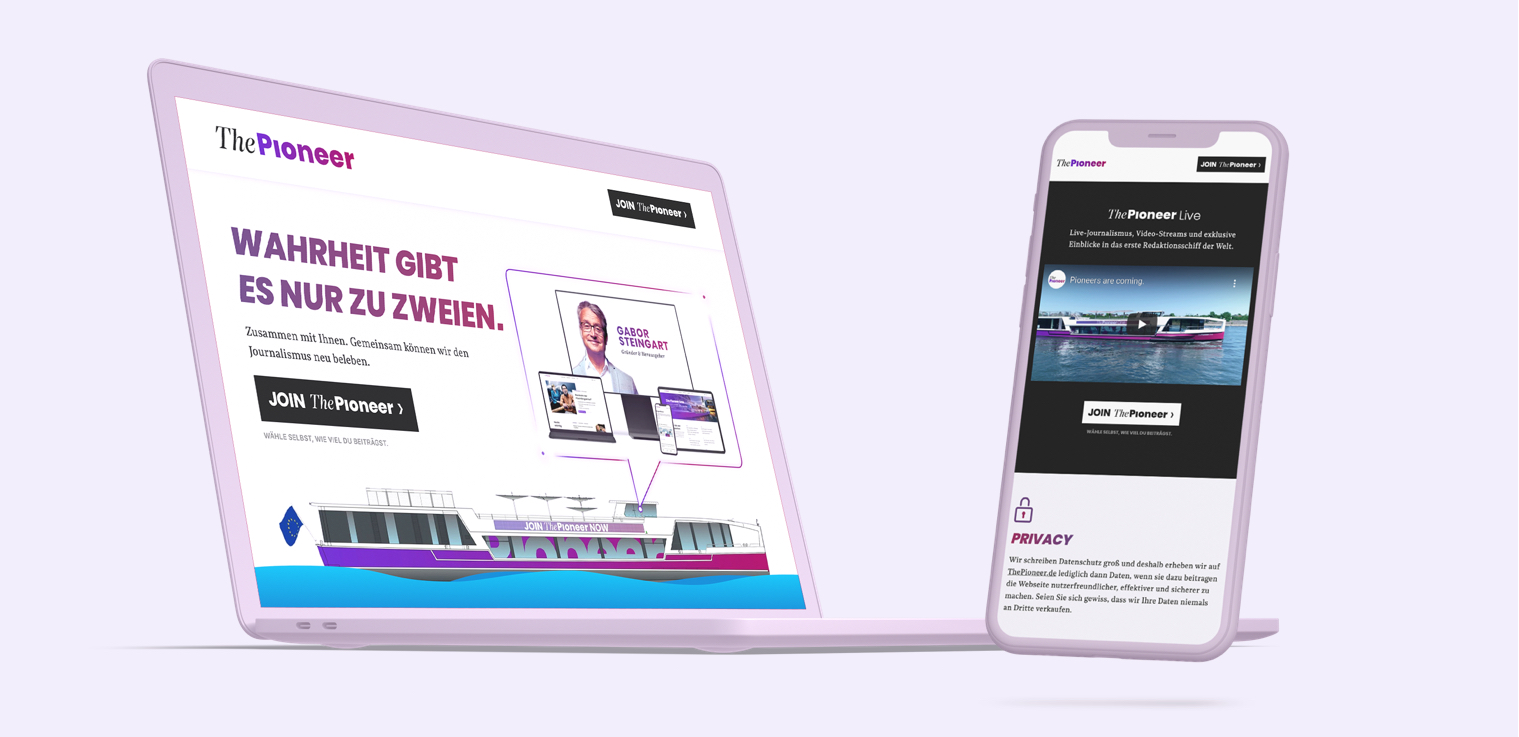 ThePioneer
JOIN ThePioneer ›
WAHRHEIT GIBT
ES NUR ZU ZWEIEN.
Zusammen mit Ihnen. Gemeinsam können wir den
Journalismus neu beleben.
JOIN ThePioneer ›
WÄHLE SELBST, WIE VIEL DU BEITRÄGST.
GABOR
STEINGART
Gründer & Herausgeber
JOIN ThePioneer NOW
Pioneer
ThePioneer
JOIN ThePioneer ›
ThePioneer Live
Live-Journalismus, Video-Streams und exklusive
Einblicke in das erste Redaktionsschiff der Welt.
The Pioneer
Pioneers are coming.
JOIN ThePioneer ›
WÄHLE SELBST, WIE VIEL DU BEITRÄGST.
PRIVACY
Wir schreiben Datenschutz groß und deshalb erheben wir auf
ThePioneer.de lediglich dann Daten, wenn sie dazu beitragen
die Webseite nutzerfreundlicher, effektiver und sicherer zu
machen. Seien Sie sich gewiss, dass wir Ihre Daten niemals
an Dritte verkaufen.